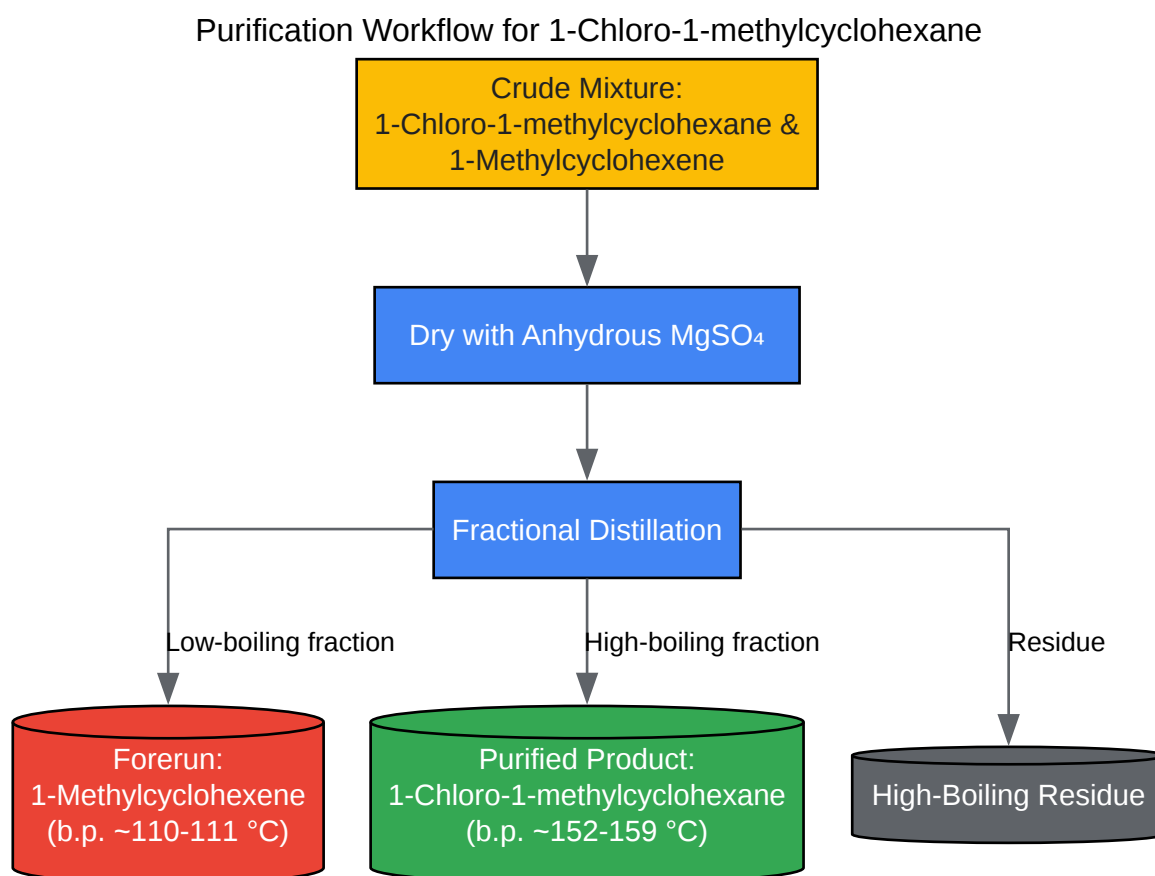 Purification Workflow for 1-Chloro-1-methylcyclohexane
Crude Mixture:
1-Chloro-1-methylcyclohexane &
1-Methylcyclohexene
Dry with Anhydrous MgSO₄
Fractional Distillation
Low-boiling fraction
High-boiling fraction
Residue
Forerun:
1-Methylcyclohexene
(b.p. ~110-111 °C)
Purified Product:
1-Chloro-1-methylcyclohexane
(b.p. ~152-159 °C)
High-Boiling Residue